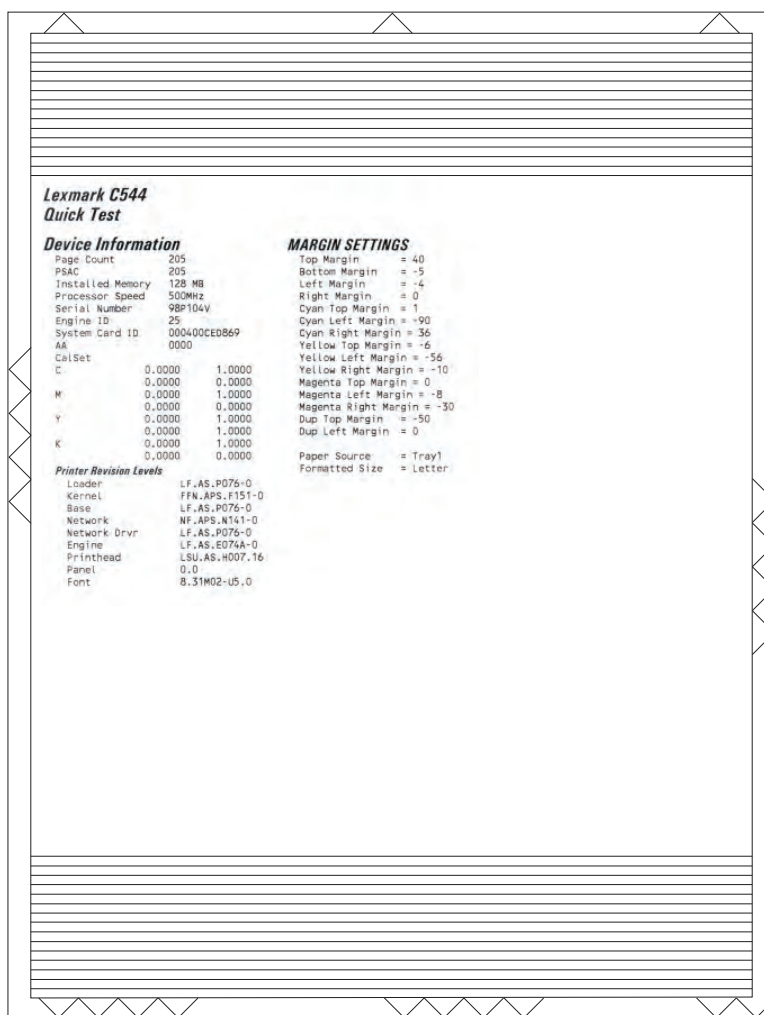 Lexmark C544
Quick Test
Device Information
Page Count 205
PSAC 205
Installed Memory 128 MB
Processor Speed 500MHz
Serial Number 98P104V
Engine ID 25
System Card ID 000400CED869
AA 0000
CalSet
C 0.0000 1.0000
0.0000 0.0000
M 0.0000 1.0000
0.0000 0.0000
Y 0.0000 1.0000
0.0000 1.0000
K 0.0000 1.0000
0.0000 0.0000
Printer Revision Levels
Loader LF.AS.P076-0
Kernel FFN.APS.F151-0
Base LF.AS.P076-0
Network NF.APS.N141-0
Network Drvr LF.AS.P076-0
Engine LF.AS.E074A-0
Printhead LSU.AS.H007.16
Panel 0.0
Font 8.31M02-U5.0
MARGIN SETTINGS
Top Margin = 40
Bottom Margin = -5
Left Margin = -4
Right Margin = 0
Cyan Top Margin = 1
Cyan Left Margin = -90
Cyan Right Margin = 36
Yellow Top Margin = -6
Yellow Left Margin = -56
Yellow Right Margin = -10
Magenta Top Margin = 0
Magenta Left Margin = -8
Magenta Right Margin = -30
Dup Top Margin = -50
Dup Left Margin = 0
Paper Source = Tray1
Formatted Size = Letter